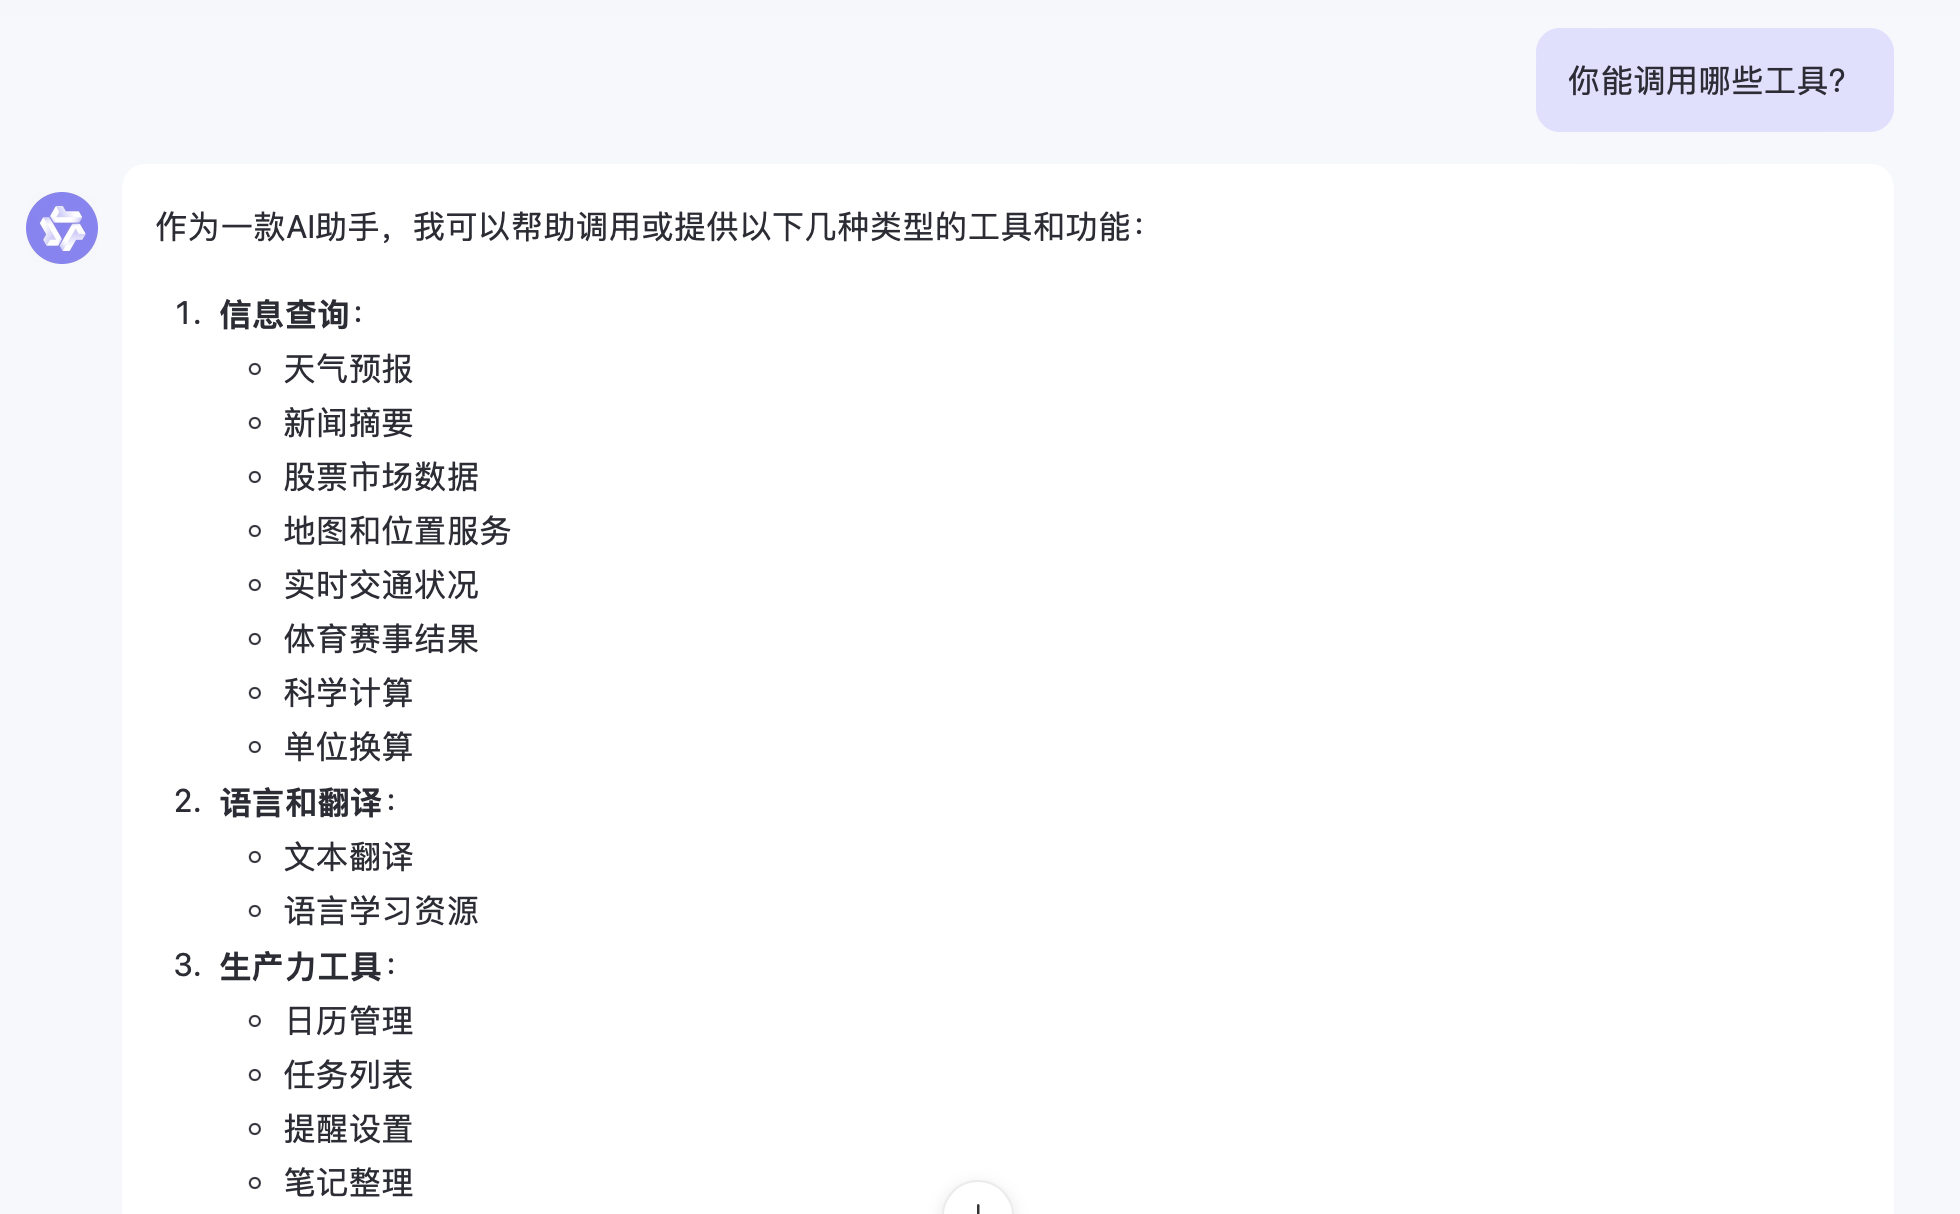 你能调用哪些工具？
作为一款AI助手，我可以帮助调用或提供以下几种类型的工具和功能：
1. 信息查询：
天气预报
新闻摘要
股票市场数据
地图和位置服务
实时交通状况
体育赛事结果
科学计算
单位换算
2. 语言和翻译：
文本翻译
语言学习资源
3. 生产力工具：
日历管理
任务列表
提醒设置
笔记整理